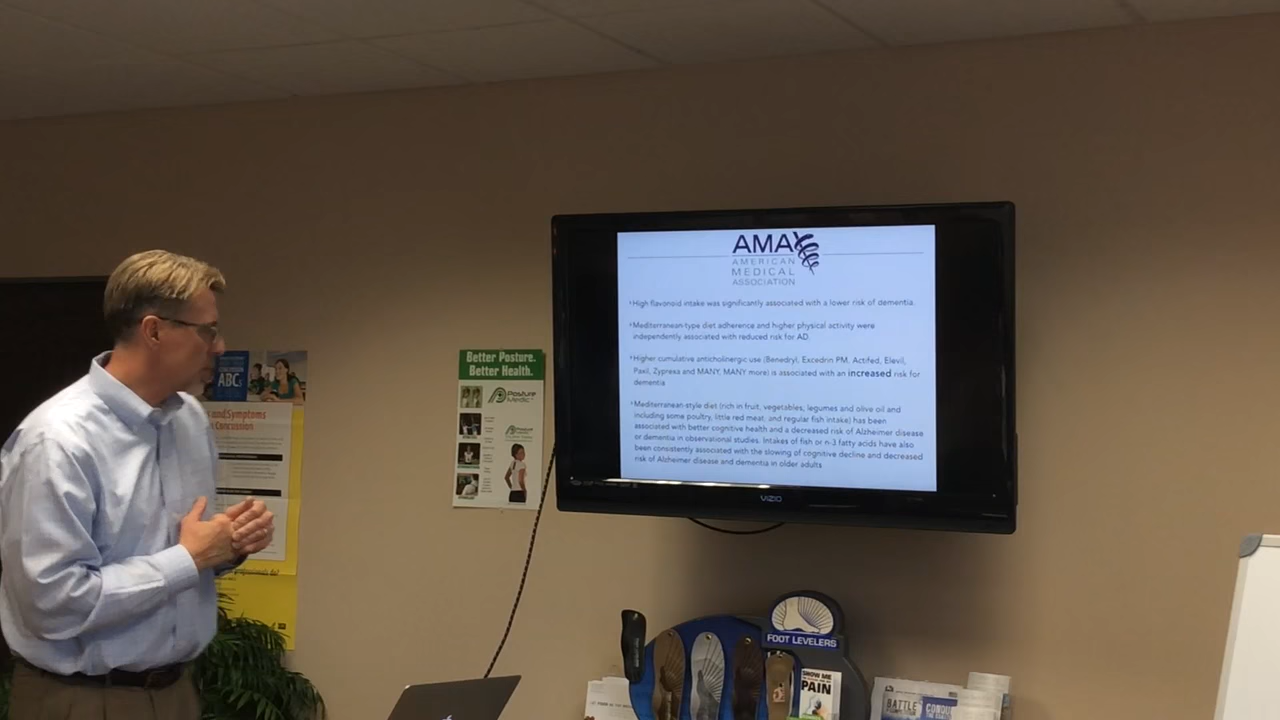 AMA
AMERICAN
MEDICAL
ASSOCIATION
High flavonoid intake was significantly associated with a lower risk of dementia.
Mediterranean-type diet adherence and higher physical activity were
independently associated with reduced risk for AD.
Higher cumulative anticholinergic use (Benedryl, Excedrin PM, Actifed, Elevil,
Paxil, Zyprexa and MANY, MANY more) is associated with an increased risk for
dementia
Mediterranean-style diet (rich in fruit, vegetables, legumes and olive oil and
including some poultry, little red meat, and regular fish intake) has been
associated with better cognitive health and a decreased risk of Alzheimer disease
or dementia in observational studies. Intakes of fish or n-3 fatty acids have also
been consistently associated with the slowing of cognitive decline and decreased
risk of Alzheimer disease and dementia in older adults
VIZIO
Better Posture.
Better Health.
Posture
Medic
ABCs
and Symptoms
Concussion
FOOT LEVELERS
SHOW ME
PAIN
BATTLE